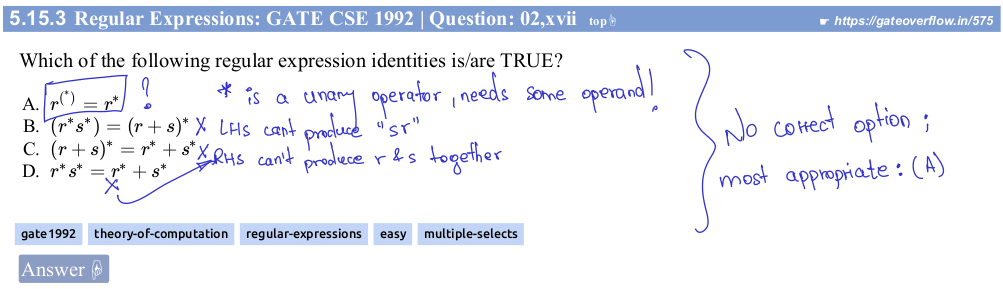 5.15.3 Regular Expressions: GATE CSE 1992 | Question: 02,xvii top☝ ☛ https://gateoverflow.in/575
Which of the following regular expression identities is/are TRUE?
A. r^(*) = r^* ? * is a unary operator, needs some operand!
B. (r^*s^*) = (r + s)^* X LHS cant produce "sr"
C. (r + s)^* = r^* + s^* X RHS can't produce r & s together
D. r^*s^* = r^* + s^*
X
No correct option;
most appropriate: (A)
gate1992 theory-of-computation regular-expressions easy multiple-selects
Answer ☟